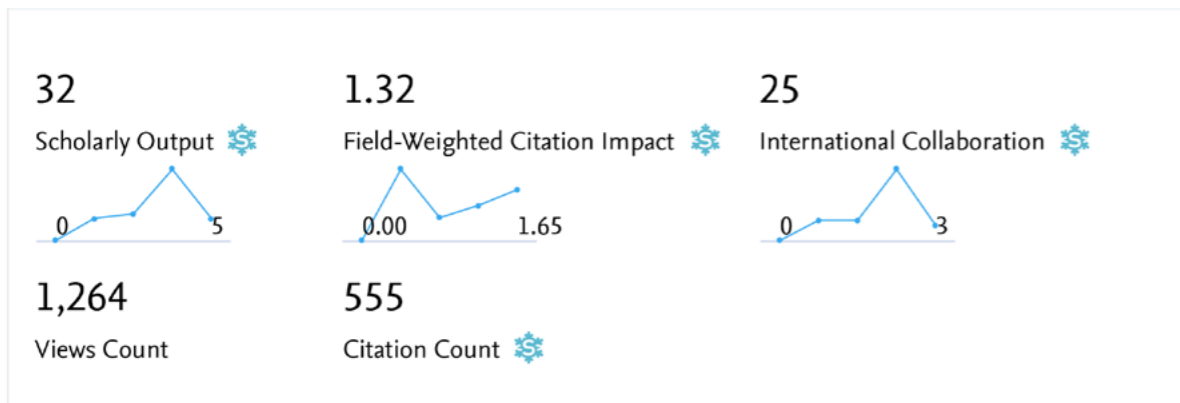 32
Scholarly Output S
0 5
1.32
Field-Weighted Citation Impact S
0.00 1.65
25
International Collaboration S
0 3
1,264
Views Count
555
Citation Count S